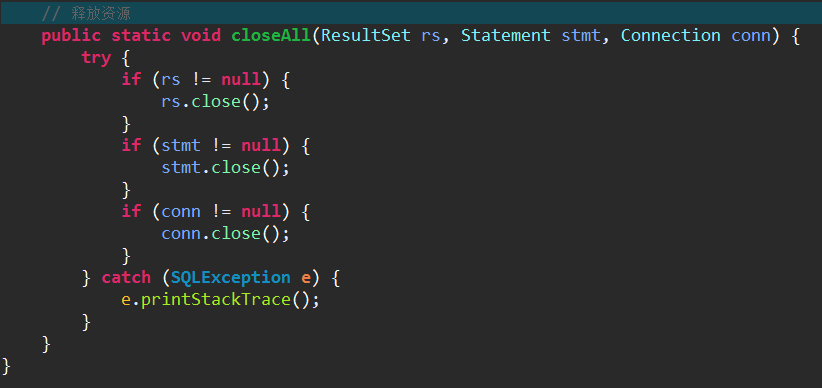 // 释放资源
public static void closeAll(ResultSet rs, Statement stmt, Connection conn) {
try {
if (rs != null) {
rs.close();
}
if (stmt != null) {
stmt.close();
}
if (conn != null) {
conn.close();
}
} catch (SQLException e) {
e.printStackTrace();
}
}
}